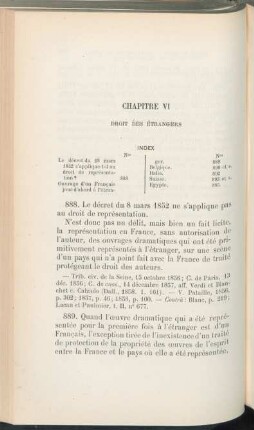 CHAPITRE VI
DROIT DES ÉTRANGERS
INDEX
Nos
Nos
Le décret du 28 mars
1852 s'applique-t-il au
droit de représenta-
tion? 888
Ouvrage d'un Français
joué d'abord à l'étran-
ger. 889
Belgique.
Italie.
Suisse.
Égypte.
888. Le décret du 8 mars 1852 ne s'applique pas
au droit de représentation.
N'est donc pas un délit, mais bien un fait licite,
la représentation en France, sans autorisation de
l'auteur, des ouvrages dramatiques qui ont été pri-
mitivement représentés à l'étranger, sur une scène
d'un pays qui n'a point fait avec la France de traité
protégeant le droit des auteurs.
— Trib. civ. de la Seine, 13 octobre 1856; C. de Paris, 13
déc. 1856; C. de cass., 14 décembre 1857, aff. Verdi et Blan-
chet c. Calzado (Dall., 1858. 1. 161). — V. Pataille, 1856,
p. 362; 1857, p. 46; 1858, p. 100. — Contrà: Blanc, p.
Lacan et Paulmier, t. II, nº 677.
889. Quand l'œuvre dramatique qui a été repré-
sentée pour la première fois à l'étranger est d'un
Français, l'exception tirée de l'inexistence d'un traité
de protection de la propriété des œuvres de l'esprit
entre la France et le pays où elle a été représentée,